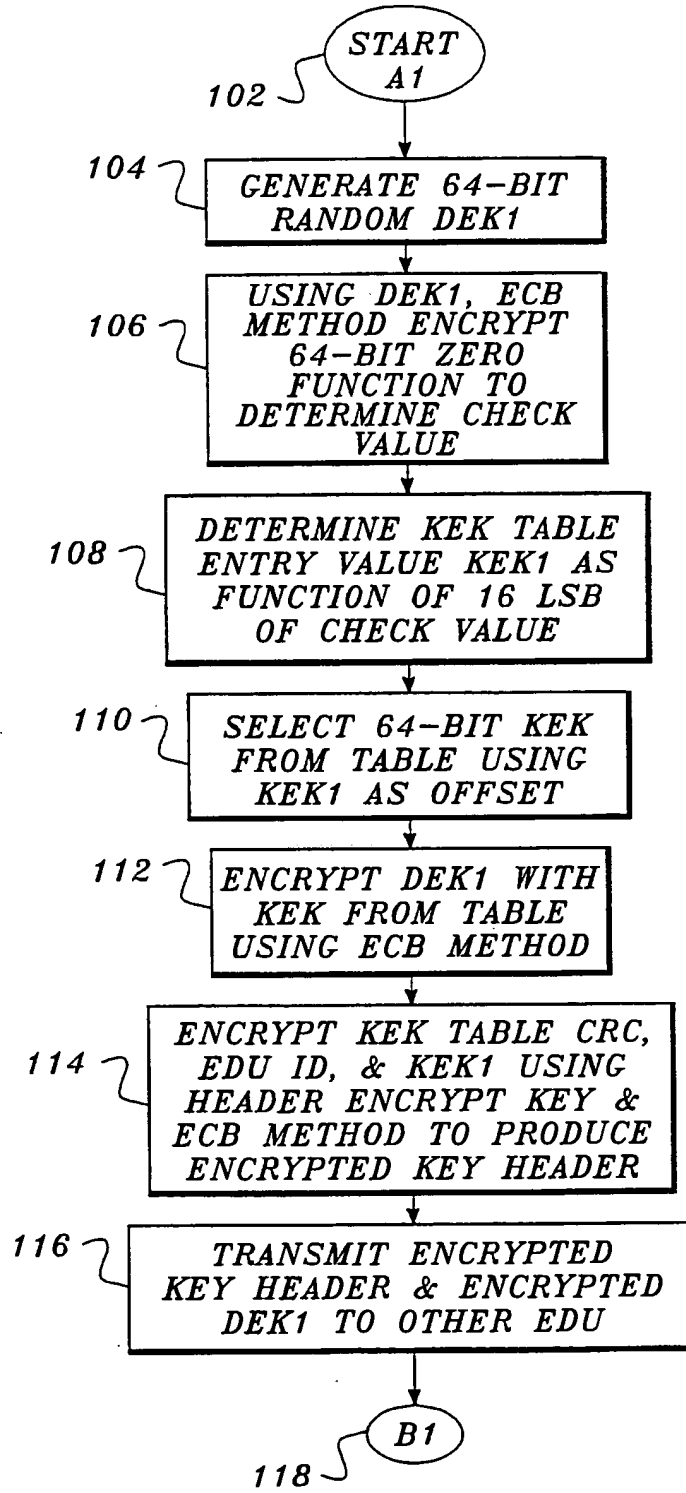 START
A1
102
104
GENERATE 64-BIT
RANDOM DEK1
106
USING DEK1, ECB
METHOD ENCRYPT
64-BIT ZERO
FUNCTION TO
DETERMINE CHECK
VALUE
108
DETERMINE KEK TABLE
ENTRY VALUE KEK1 AS
FUNCTION OF 16 LSB
OF CHECK VALUE
110
SELECT 64-BIT KEK
FROM TABLE USING
KEK1 AS OFFSET
112
ENCRYPT DEK1 WITH
KEK FROM TABLE
USING ECB METHOD
114
ENCRYPT KEK TABLE CRC,
EDU ID, & KEK1 USING
HEADER ENCRYPT KEY &
ECB METHOD TO PRODUCE
ENCRYPTED KEY HEADER
116
TRANSMIT ENCRYPTED
KEY HEADER & ENCRYPTED
DEK1 TO OTHER EDU
B1
118